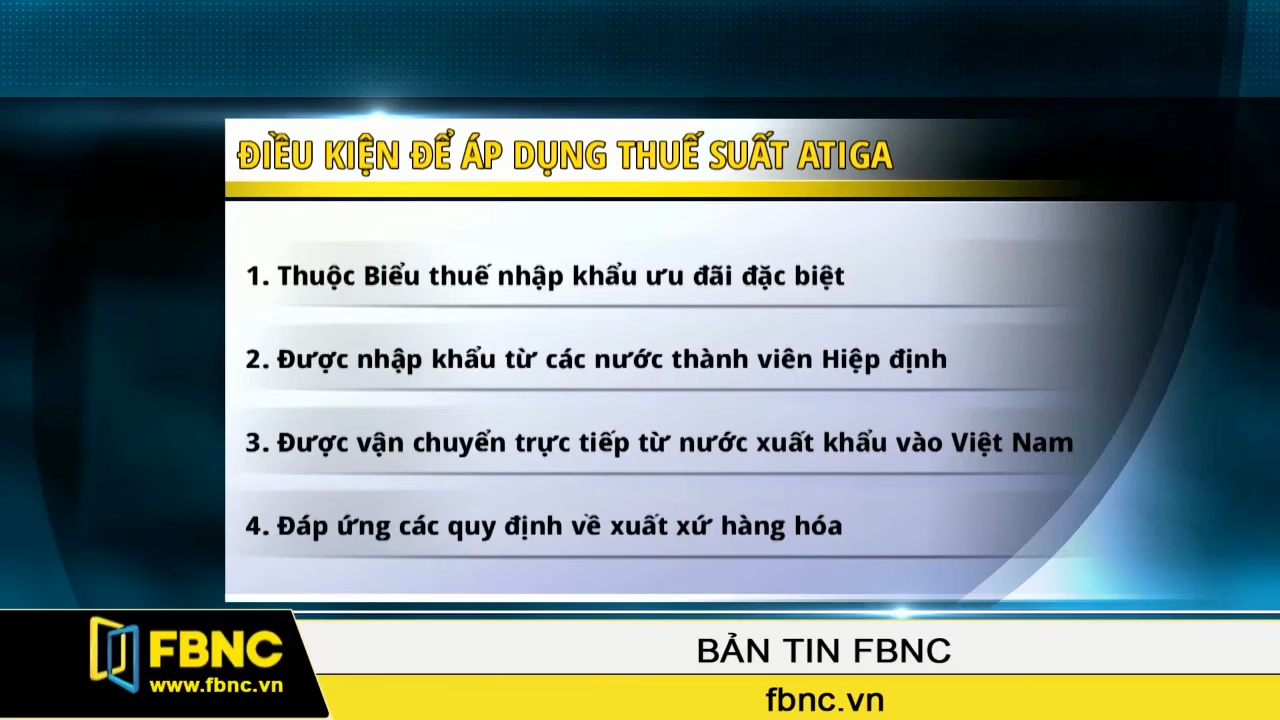 ĐIỀU KIỆN ĐỂ ÁP DỤNG THUẾ SUẤT ATIGA
1. Thuộc Biểu thuế nhập khẩu ưu đãi đặc biệt
2. Được nhập khẩu từ các nước thành viên Hiệp định
3. Được vận chuyển trực tiếp từ nước xuất khẩu vào Việt Nam
4. Đáp ứng các quy định về xuất xứ hàng hóa
FBNC
www.fbnc.vn
BẢN TIN FBNC
fbnc.vn